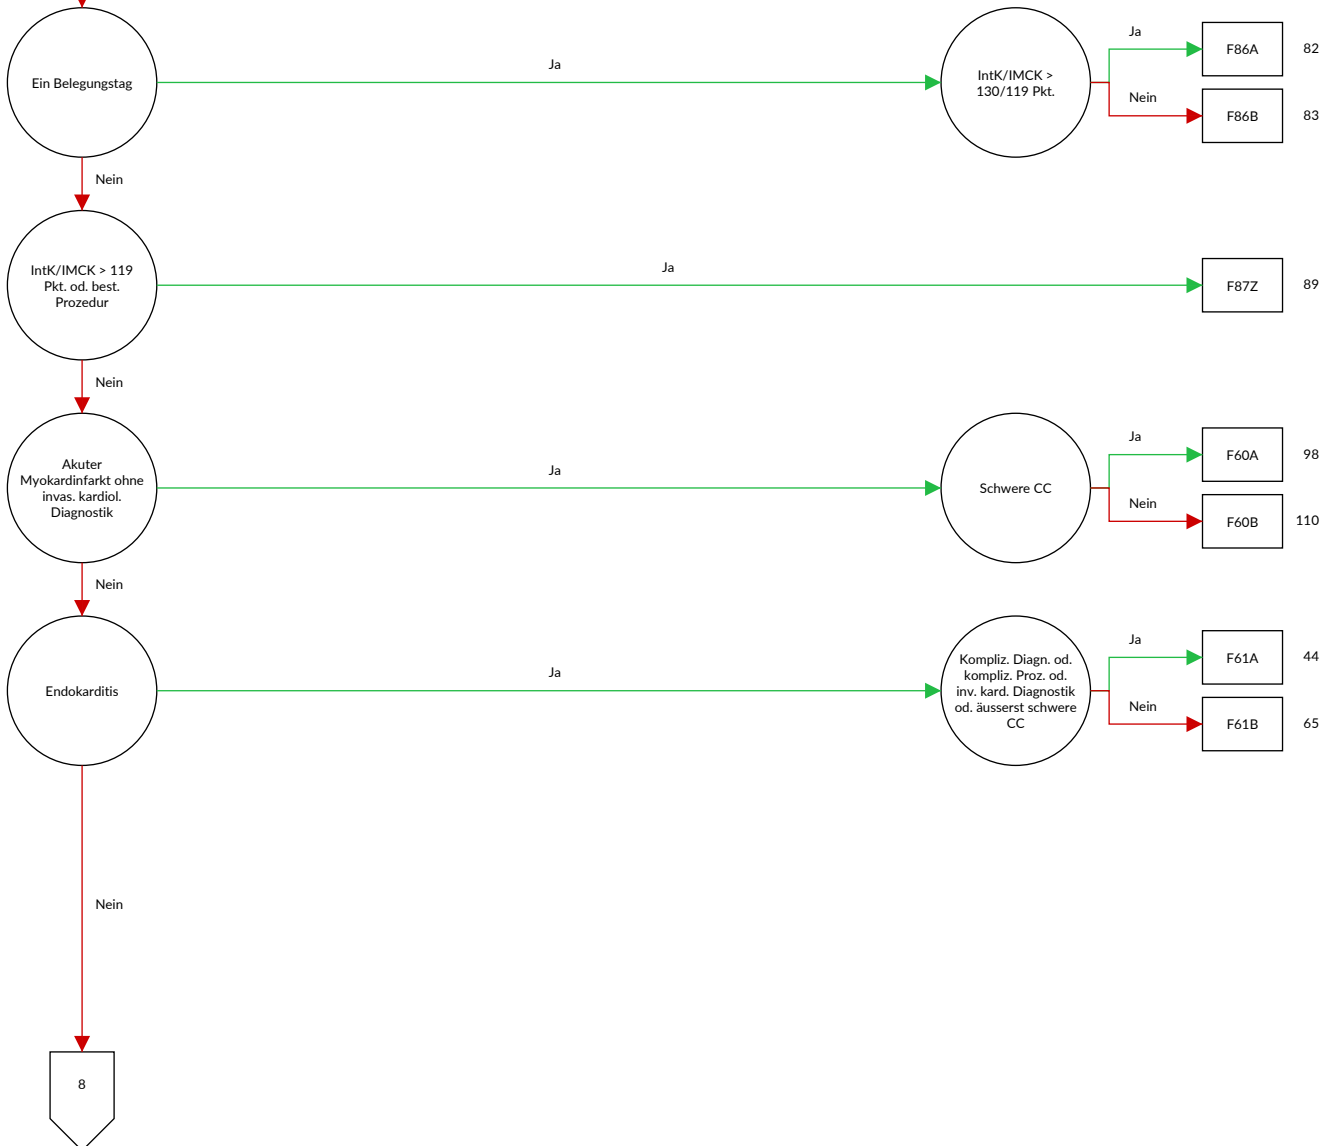 Ein Belegungstag
Ja
IntK/IMCK >
130/119 Pkt.
Ja
F86A
82
Nein
F86B
83
Nein
IntK/IMCK > 119
Pkt. od. best.
Prozedur
Ja
F87Z
89
Nein
Akuter
Myokardinfarkt ohne
invas. kardiol.
Diagnostik
Ja
Schwere CC
Ja
F60A
98
Nein
F60B
110
Nein
Endokarditis
Ja
Kompliz. Diagn. od.
kompliz. Proz. od.
inv. kard. Diagnostik
od. äusserst schwere
CC
Ja
F61A
44
Nein
F61B
65
Nein
8